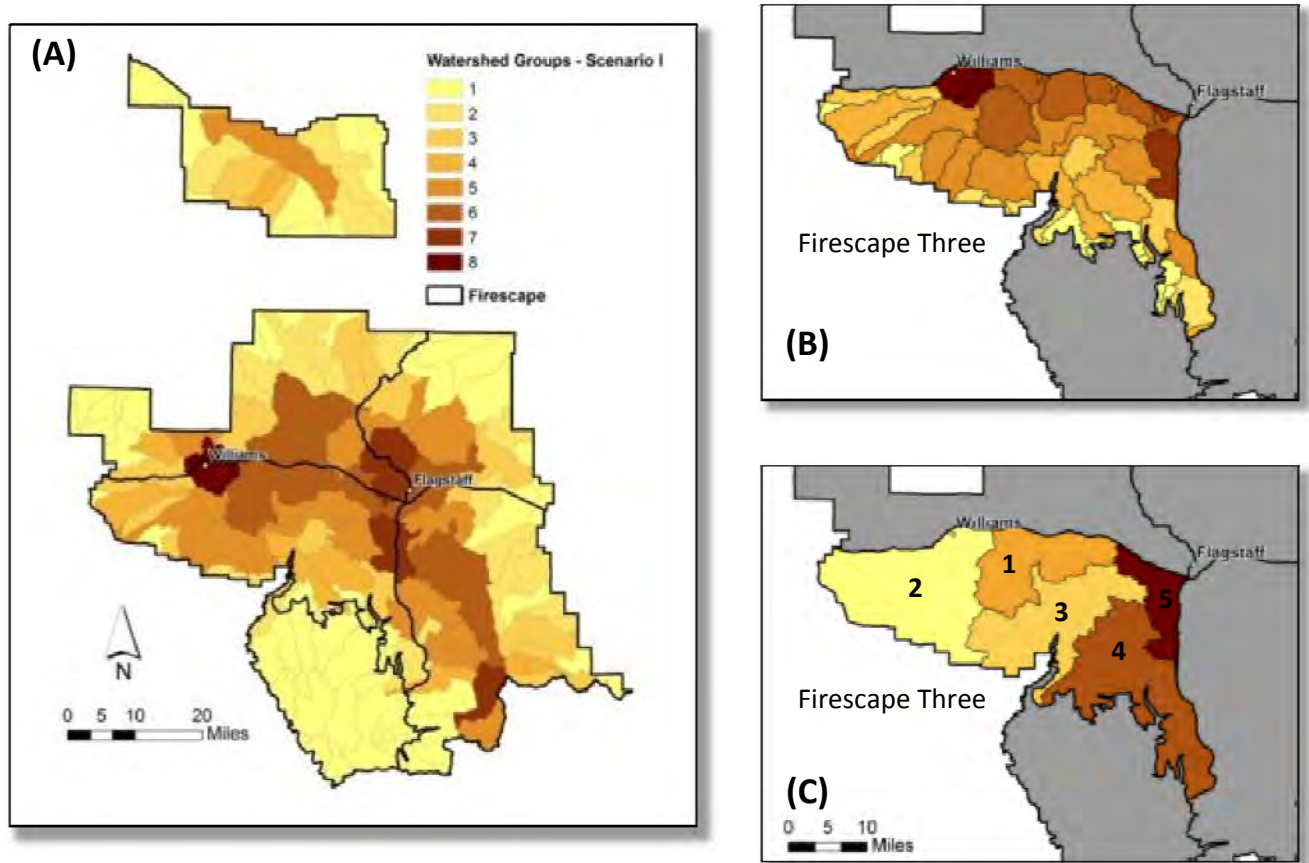 (A)
Watershed Groups - Scenario I
1
2
3
4
5
6
7
8
Firescape
Williams
Flagstaff
N
0 5 10 20
Miles
Williams
Flagstaff
Firescape Three
(B)
Williams
Flagstaff
1
2
3
5
4
Firescape Three
(C)
0 5 10
Miles